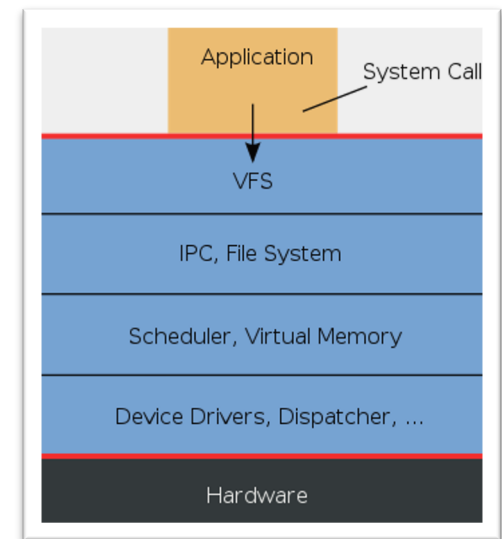 Application
System Call
VFS
IPC, File System
Scheduler, Virtual Memory
Device Drivers, Dispatcher, ...
Hardware